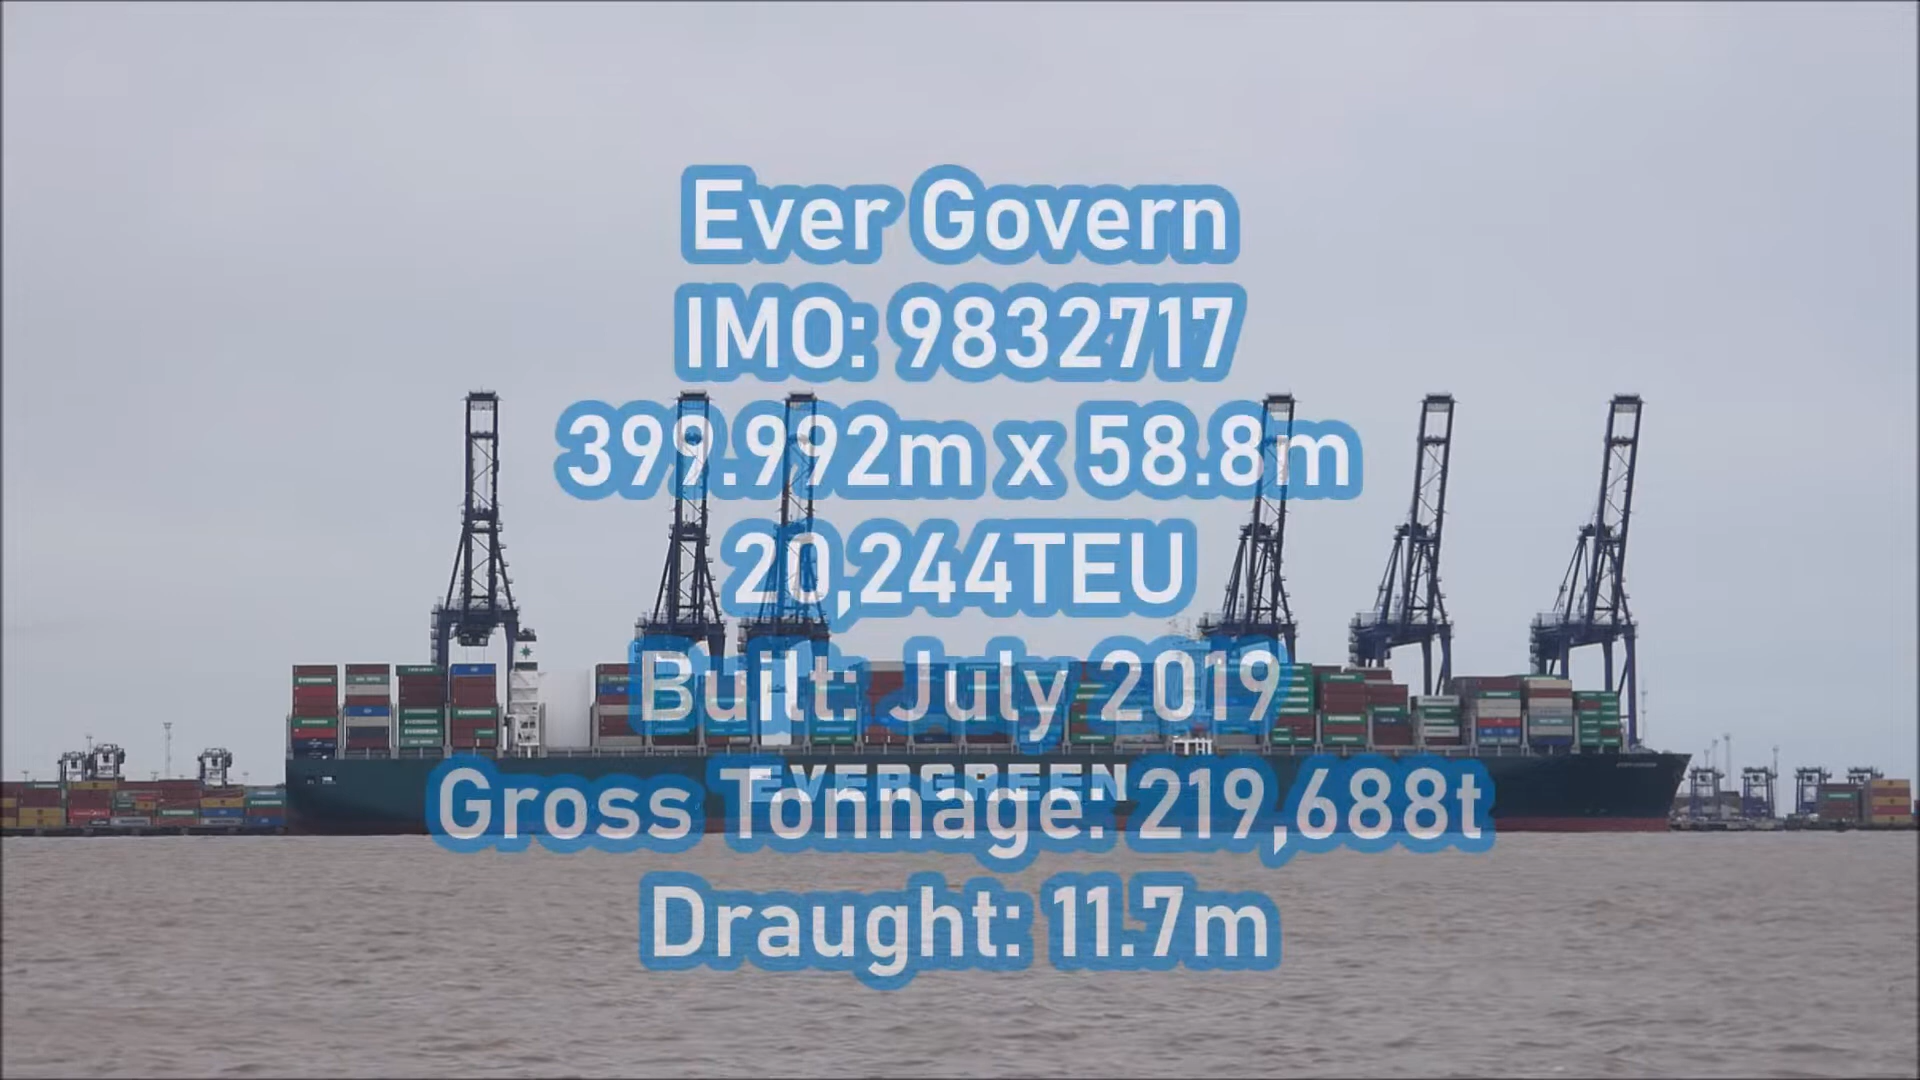 Ever Govern
IMO: 9832717
399.992m x 58.8m
20,244TEU
Built: July 2019
EVERGREEN
Gross Tonnage: 219,688t
Draught: 11.7m